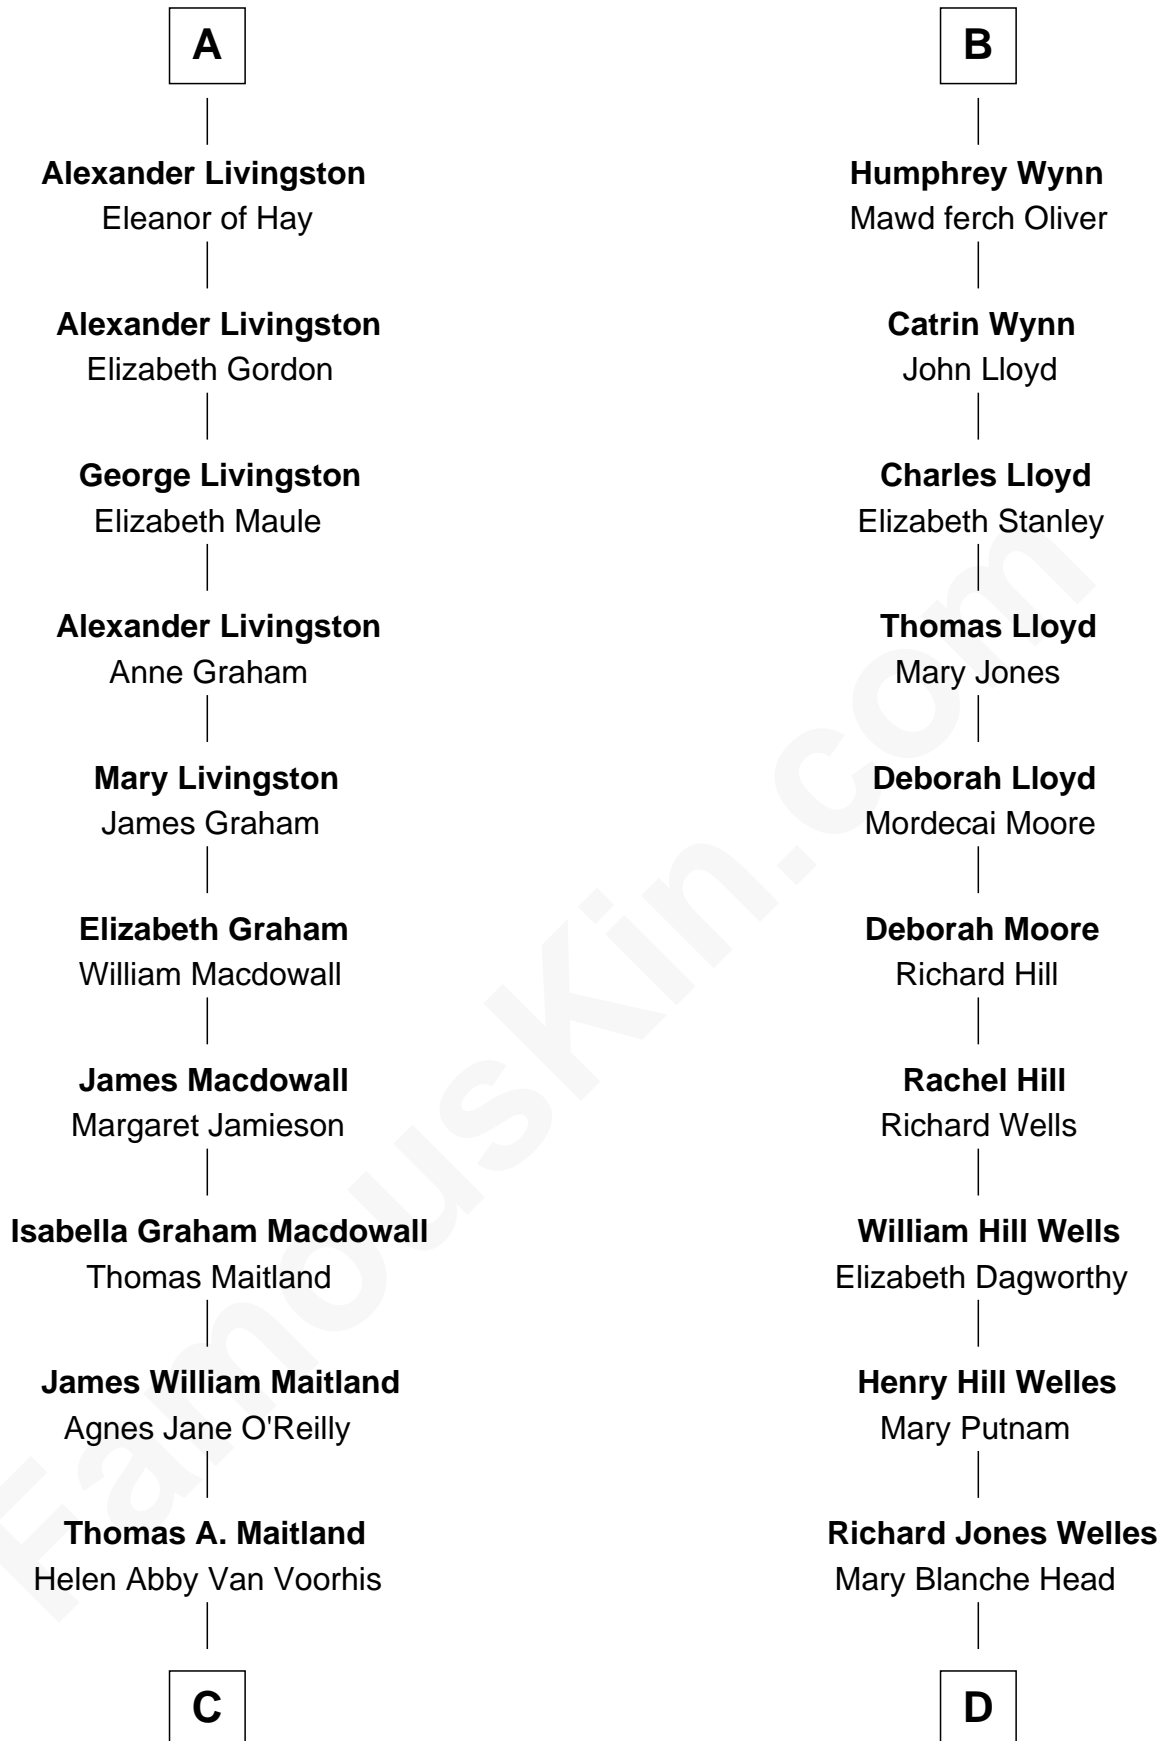 A
Alexander Livingston
Eleanor of Hay
Alexander Livingston
Elizabeth Gordon
George Livingston
Elizabeth Maule
Alexander Livingston
Anne Graham
Mary Livingston
James Graham
Elizabeth Graham
William Macdowall
James Macdowall
Margaret Jamieson
Isabella Graham Macdowall
Thomas Maitland
James William Maitland
Agnes Jane O'Reilly
Thomas A. Maitland
Helen Abby Van Voorhis
C
B
Humphrey Wynn
Mawd ferch Oliver
Catrin Wynn
John Lloyd
Charles Lloyd
Elizabeth Stanley
Thomas Lloyd
Mary Jones
Deborah Lloyd
Mordecai Moore
Deborah Moore
Richard Hill
Rachel Hill
Richard Wells
William Hill Wells
Elizabeth Dagworthy
Henry Hill Welles
Mary Putnam
Richard Jones Welles
Mary Blanche Head
D
FamousKin.com